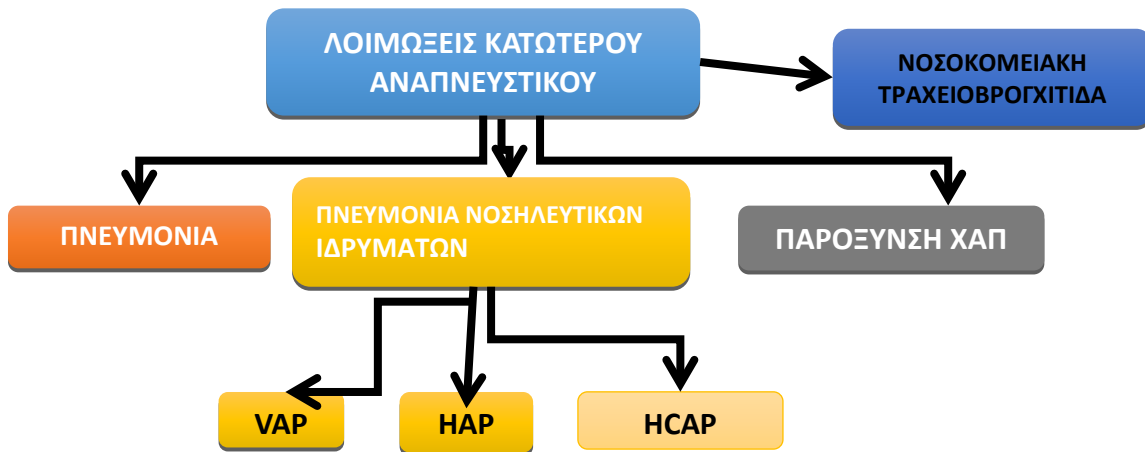 ΛΟΙΜΩΞΕΙΣ ΚΑΤΩΤΕΡΟΥ
ΑΝΑΠΝΕΥΣΤΙΚΟΥ
ΝΟΣΟΚΟΜΕΙΑΚΗ
ΤΡΑΧΕΙΟΒΡΟΓΧΙΤΙΔΑ
ΠΝΕΥΜΟΝΙΑ
ΠΝΕΥΜΟΝΙΑ ΝΟΣΗΛΕΥΤΙΚΩΝ
ΙΔΡΥΜΑΤΩΝ
ΠΑΡΟΞΥΝΣΗ ΧΑΠ
VAP
HAP
HCAP